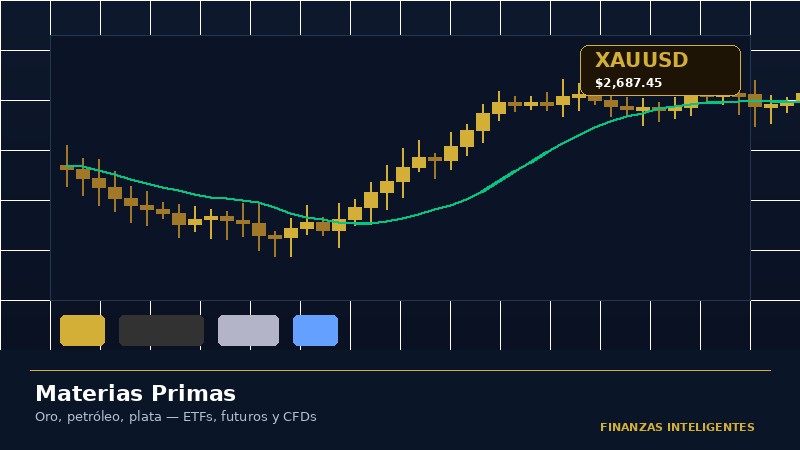 XAUUSD
$2,687.45
Materias Primas
Oro, petróleo, plata — ETFs, futuros y CFDs
FINANZAS INTELIGENTES